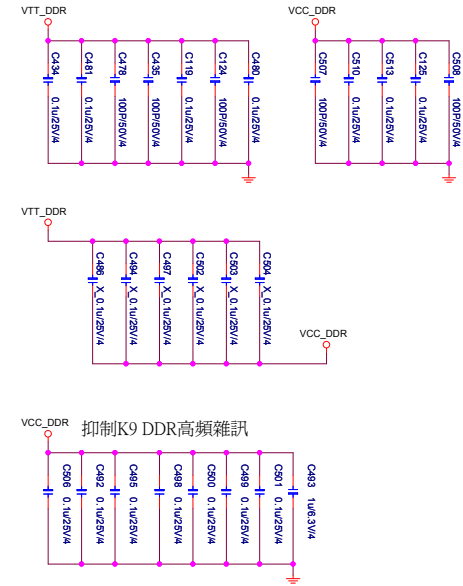 VTT_DDR
C434 0.1u/25V/4
C481 0.1u/25V/4
C478 100P/50V/4
C435 100P/50V/4
C119 0.1u/25V/4
C124 100P/50V/4
C480 0.1u/25V/4
VCC_DDR
C507 100P/50V/4
C510 0.1u/25V/4
C513 0.1u/25V/4
C125 0.1u/25V/4
C508 100P/50V/4
VTT_DDR
C496 X_0.1u/25V/4
C494 X_0.1u/25V/4
C497 X_0.1u/25V/4
C502 X_0.1u/25V/4
C503 X_0.1u/25V/4
C504 X_0.1u/25V/4
VCC_DDR
VCC_DDR
抑制K9 DDR高頻雜訊
C506 0.1u/25V/4
C492 0.1u/25V/4
C495 0.1u/25V/4
C498 0.1u/25V/4
C500 0.1u/25V/4
C499 0.1u/25V/4
C501 0.1u/25V/4
C493 1u/6.3V/4